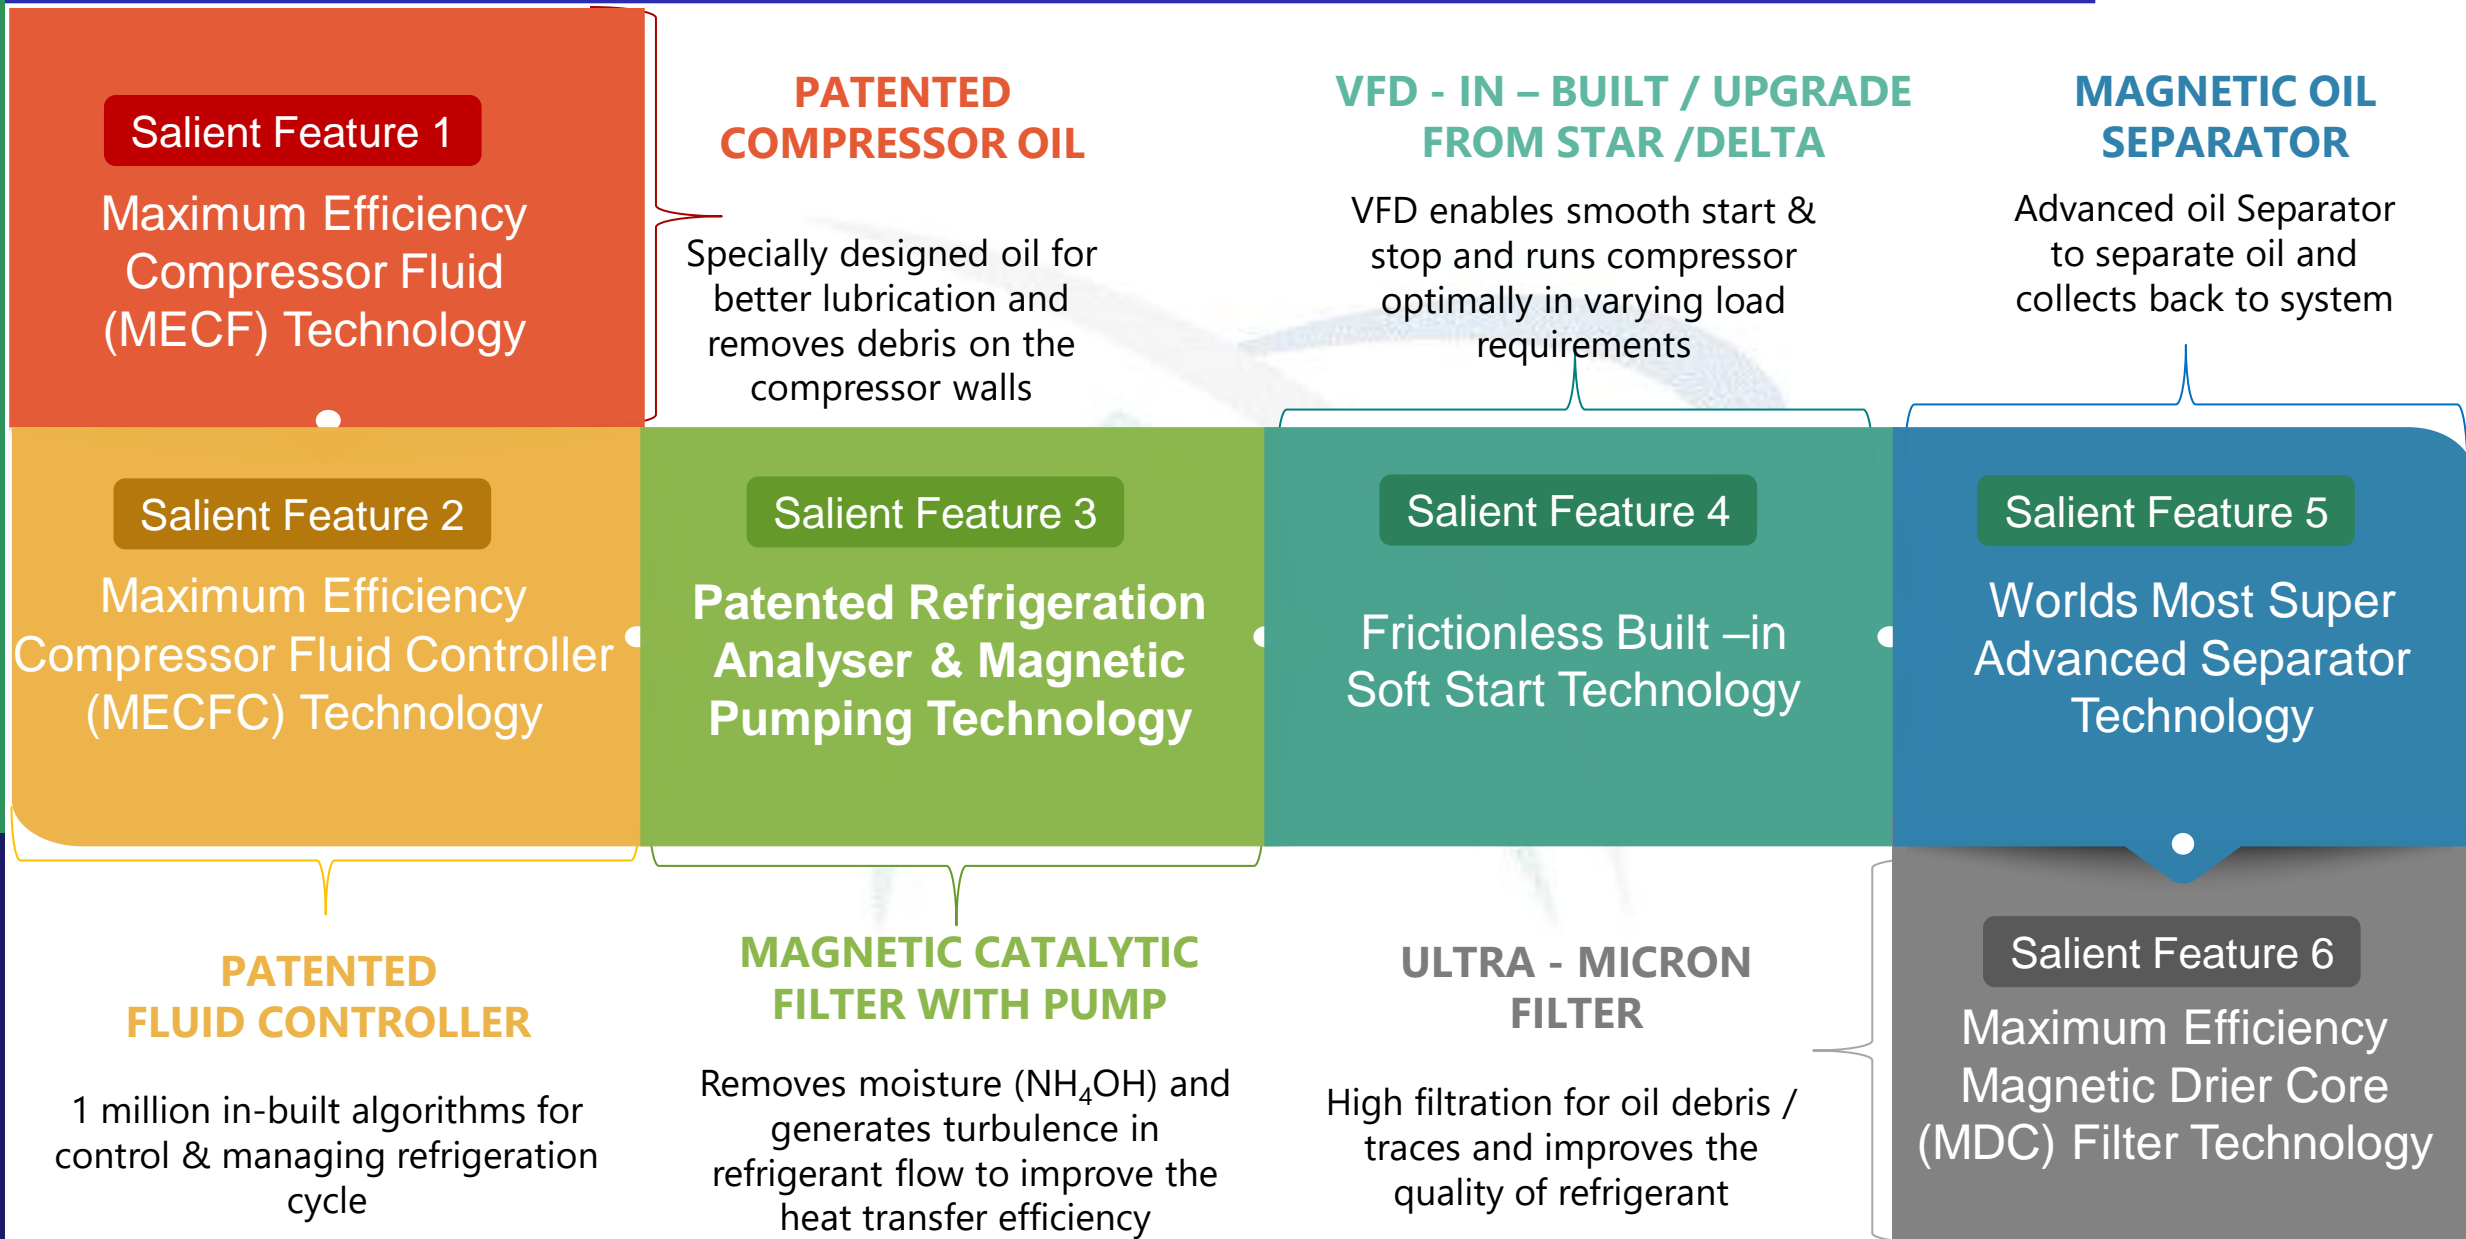 Salient Feature 1
Maximum Efficiency
Compressor Fluid
(MECF) Technology
PATENTED
COMPRESSOR OIL
Specially designed oil for
better lubrication and
removes debris on the
compressor walls
VFD - IN – BUILT / UPGRADE
FROM STAR /DELTA
VFD enables smooth start &
stop and runs compressor
optimally in varying load
requirements
MAGNETIC OIL
SEPARATOR
Advanced oil Separator
to separate oil and
collects back to system
Salient Feature 2
Maximum Efficiency
Compressor Fluid Controller
(MECFC) Technology
Salient Feature 3
Patented Refrigeration
Analyser & Magnetic
Pumping Technology
Salient Feature 4
Frictionless Built –in
Soft Start Technology
Salient Feature 5
Worlds Most Super
Advanced Separator
Technology
PATENTED
FLUID CONTROLLER
1 million in-built algorithms for
control & managing refrigeration
cycle
MAGNETIC CATALYTIC
FILTER WITH PUMP
Removes moisture (NH₄OH) and
generates turbulence in
refrigerant flow to improve the
heat transfer efficiency
ULTRA - MICRON
FILTER
High filtration for oil debris /
traces and improves the
quality of refrigerant
Salient Feature 6
Maximum Efficiency
Magnetic Drier Core
(MDC) Filter Technology